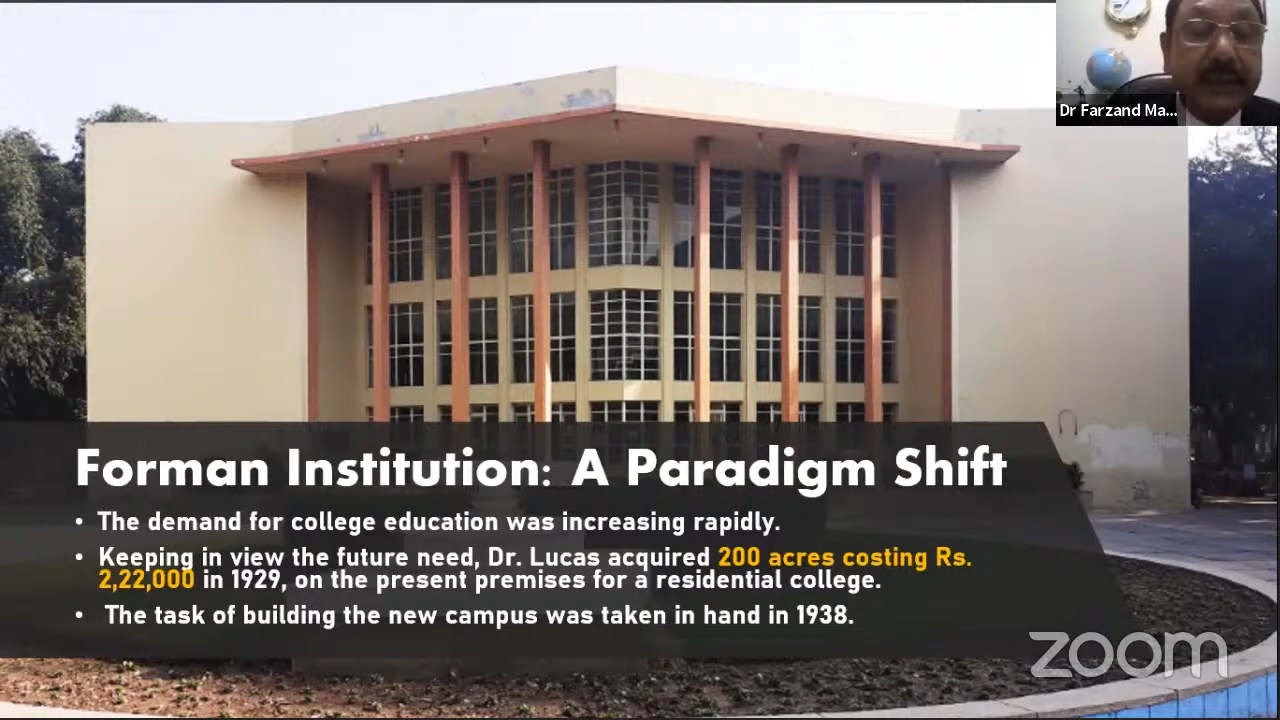 Dr Farzand Ma...
Forman Institution: A Paradigm Shift
• The demand for college education was increasing rapidly.
• Keeping in view the future need, Dr. Lucas acquired 200 acres costing Rs.
2,22,000 in 1929, on the present premises for a residential college.
• The task of building the new campus was taken in hand in 1938.
zoom